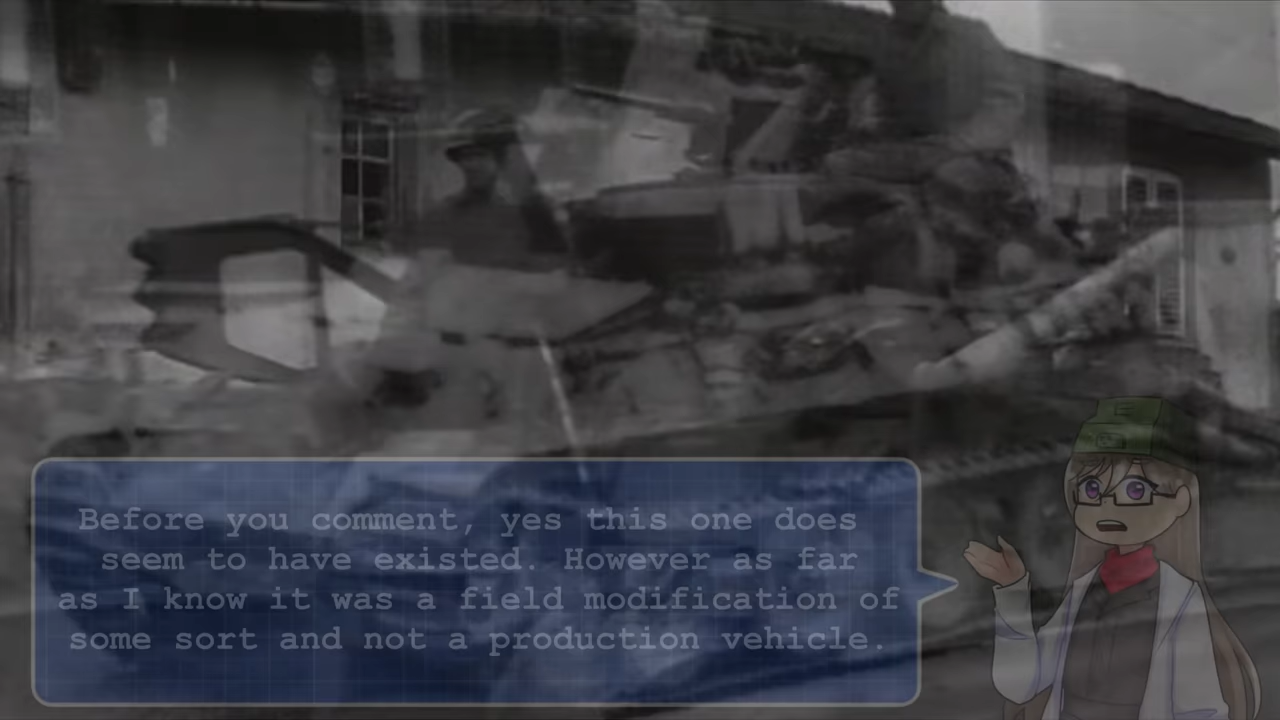 Before you comment, yes this one does
seem to have existed. However as far
as I know it was a field modification of
some sort and not a production vehicle.